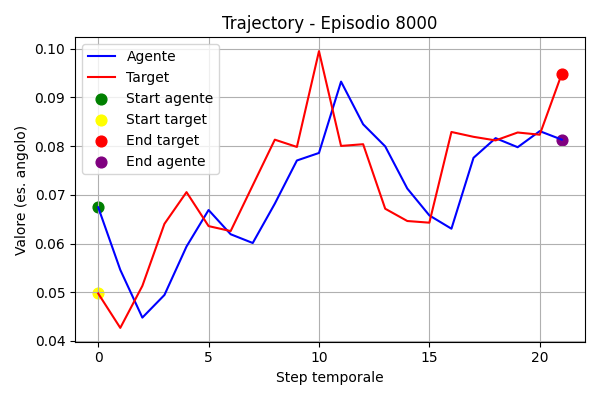 Trajectory - Episodio 8000
Agente
Target
Start agente
Start target
End target
End agente
Valore (es. angolo)
0.10
0.09
0.08
0.07
0.06
0.05
0.04
0
5
10
15
20
Step temporale